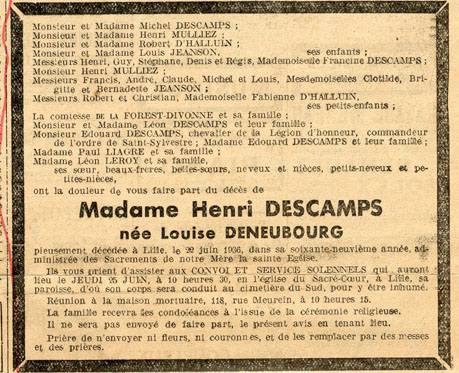 Monsieur et Madame Michel DESCAMPS ;
Monsieur et Madame Henri MULLIEZ ;
Monsieur et Madame Robert D'HALLUIN ;
Monsieur et Madame Louis JEANSON,
ses enfants ;
Messieurs Henri, Guy, Stéphane, Denis et Régis, Mademoiselle Francine DESCAMPS ;
Monsieur Henri MULLIEZ ;
Messieurs Francis, André, Claude, Michel et Louis, Mesdemoiselles Clotilde, Bri-
gitte et Bernadette JEANSON ;
Messieurs Robert et Christian, Mademoiselle Fabienne D'HALLUIN,
ses petits-enfants ;
La comtesse DE LA FOREST-DIVONNE et sa famille ;
Monsieur et Madame Léon DESCAMPS et leur famille ;
Monsieur Edouard DESCAMPS, chevalier de la Légion d'honneur, commandeur
de l'ordre de Saint-Sylvestre ; Madame Edouard DESCAMPS et leur famille ;
Madame Paul LIAGRE et sa famille ;
Madame Léon LEROY et sa famille,
ses sœur, beaux-frères, belles-sœurs, neveux et nièces, petits-neveux et pe-
tites-nièces,
ont la douleur de vous faire part du décès de
Madame Henri DESCAMPS
née Louise DENEUBOURG
pieusement décédée à Lille, le 22 juin 1936, dans sa soixante-neuvième année, ad-
ministrée des Sacrements de notre Mère la sainte Eglise.
Ils vous prient d'assister aux CONVOI ET SERVICE SOLENNELS qui auront
lieu le JEUDI 25 JUIN, à 10 heures 30, en l'église du Sacré-Cœur, à Lille, sa
paroisse, d'où son corps sera conduit au cimetière du Sud, pour y être inhumé.
Réunion à la maison mortuaire, 118, rue Meurein, à 10 heures 15.
La famille recevra les condoléances à l'issue de la cérémonie religieuse.
Il ne sera pas envoyé de faire part, le présent avis en tenant lieu.
Prière de n'envoyer ni fleurs, ni couronnes, et de les remplacer par des messes
et des prières.